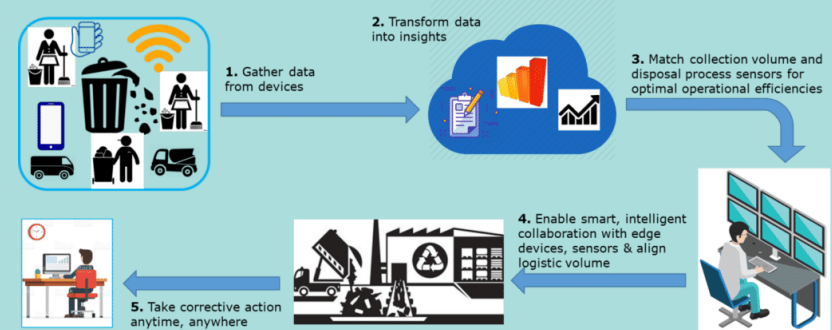 1. Gather data
from devices
2. Transform data
into insights
3. Match collection volume and
disposal process sensors for
optimal operational efficiencies
4. Enable smart, intelligent
collaboration with edge
devices, sensors & align
logistic volume
5. Take corrective action
anytime, anywhere